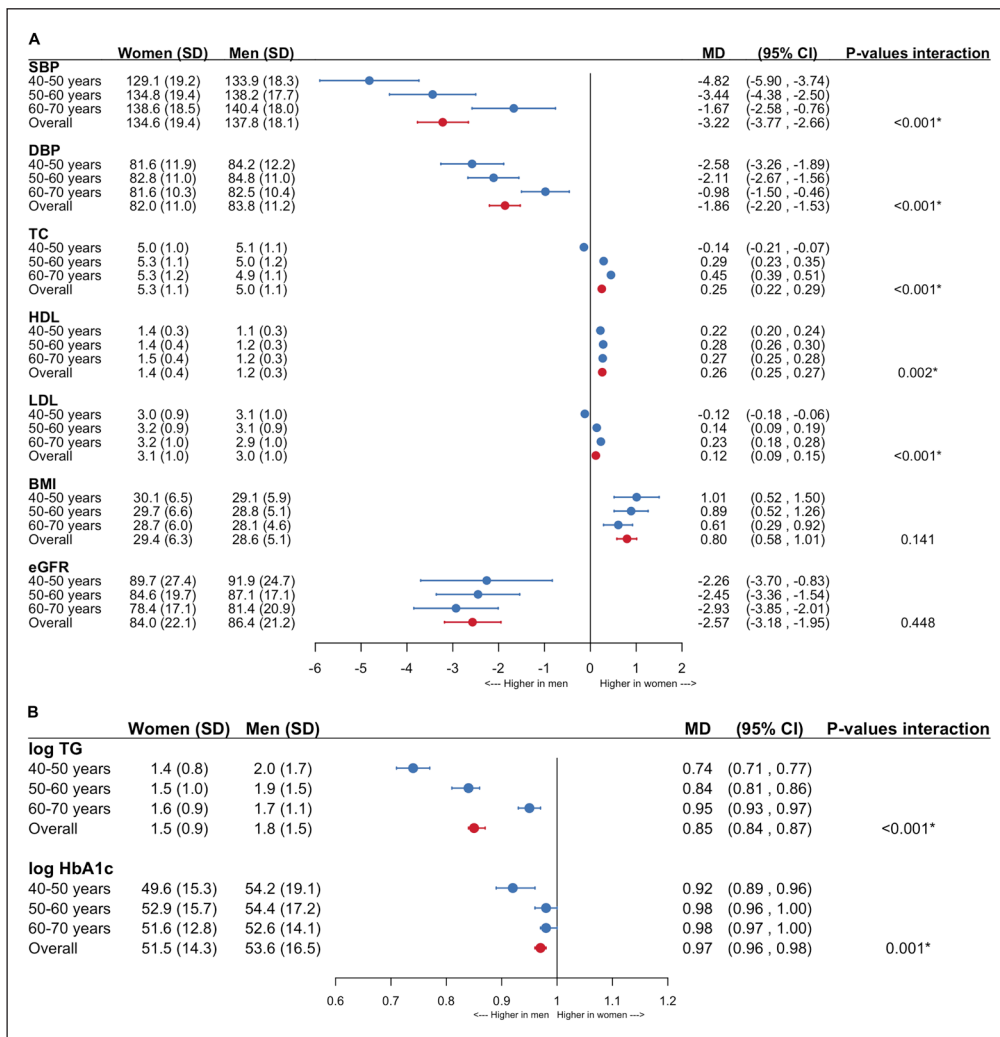 A
Women (SD) Men (SD) MD (95% CI) P-values interaction
SBP
40-50 years 129.1 (19.2) 133.9 (18.3) -4.82 (-5.90 , -3.74)
50-60 years 134.8 (19.4) 138.2 (17.7) -3.44 (-4.38 , -2.50)
60-70 years 138.6 (18.5) 140.4 (18.0) -1.67 (-2.58 , -0.76)
Overall 134.6 (19.4) 137.8 (18.1) -3.22 (-3.77 , -2.66) <0.001*
DBP
40-50 years 81.6 (11.9) 84.2 (12.2) -2.58 (-3.26 , -1.89)
50-60 years 82.8 (11.0) 84.8 (11.0) -2.11 (-2.67 , -1.56)
60-70 years 81.6 (10.3) 82.5 (10.4) -0.98 (-1.50 , -0.46)
Overall 82.0 (11.0) 83.8 (11.2) -1.86 (-2.20 , -1.53) <0.001*
TC
40-50 years 5.0 (1.0) 5.1 (1.1) -0.14 (-0.21 , -0.07)
50-60 years 5.3 (1.1) 5.0 (1.2) 0.29 (0.23 , 0.35)
60-70 years 5.3 (1.2) 4.9 (1.1) 0.45 (0.39 , 0.51)
Overall 5.3 (1.1) 5.0 (1.1) 0.25 (0.22 , 0.29) <0.001*
HDL
40-50 years 1.4 (0.3) 1.1 (0.3) 0.22 (0.20 , 0.24)
50-60 years 1.4 (0.4) 1.2 (0.3) 0.28 (0.26 , 0.30)
60-70 years 1.5 (0.4) 1.2 (0.3) 0.27 (0.25 , 0.28)
Overall 1.4 (0.4) 1.2 (0.3) 0.26 (0.25 , 0.27) 0.002*
LDL
40-50 years 3.0 (0.9) 3.1 (1.0) -0.12 (-0.18 , -0.06)
50-60 years 3.2 (0.9) 3.1 (0.9) 0.14 (0.09 , 0.19)
60-70 years 3.2 (1.0) 2.9 (1.0) 0.23 (0.18 , 0.28)
Overall 3.1 (1.0) 3.0 (1.0) 0.12 (0.09 , 0.15) <0.001*
BMI
40-50 years 30.1 (6.5) 29.1 (5.9) 1.01 (0.52 , 1.50)
50-60 years 29.7 (6.6) 28.8 (5.1) 0.89 (0.52 , 1.26)
60-70 years 28.7 (6.0) 28.1 (4.6) 0.61 (0.29 , 0.92)
Overall 29.4 (6.3) 28.6 (5.1) 0.80 (0.58 , 1.01) 0.141
eGFR
40-50 years 89.7 (27.4) 91.9 (24.7) -2.26 (-3.70 , -0.83)
50-60 years 84.6 (19.7) 87.1 (17.1) -2.45 (-3.36 , -1.54)
60-70 years 78.4 (17.1) 81.4 (20.9) -2.93 (-3.85 , -2.01)
Overall 84.0 (22.1) 86.4 (21.2) -2.57 (-3.18 , -1.95) 0.448
-6 -5 -4 -3 -2 -1 0 1 2
<--- Higher in men Higher in women --->
B
Women (SD) Men (SD) MD (95% CI) P-values interaction
log TG
40-50 years 1.4 (0.8) 2.0 (1.7) 0.74 (0.71 , 0.77)
50-60 years 1.5 (1.0) 1.9 (1.5) 0.84 (0.81 , 0.86)
60-70 years 1.6 (0.9) 1.7 (1.1) 0.95 (0.93 , 0.97)
Overall 1.5 (0.9) 1.8 (1.5) 0.85 (0.84 , 0.87) <0.001*
log HbA1c
40-50 years 49.6 (15.3) 54.2 (19.1) 0.92 (0.89 , 0.96)
50-60 years 52.9 (15.7) 54.4 (17.2) 0.98 (0.96 , 1.00)
60-70 years 51.6 (12.8) 52.6 (14.1) 0.98 (0.97 , 1.00)
Overall 51.5 (14.3) 53.6 (16.5) 0.97 (0.96 , 0.98) 0.001*
0.6 0.7 0.8 0.9 1 1.1 1.2
<--- Higher in men Higher in women --->